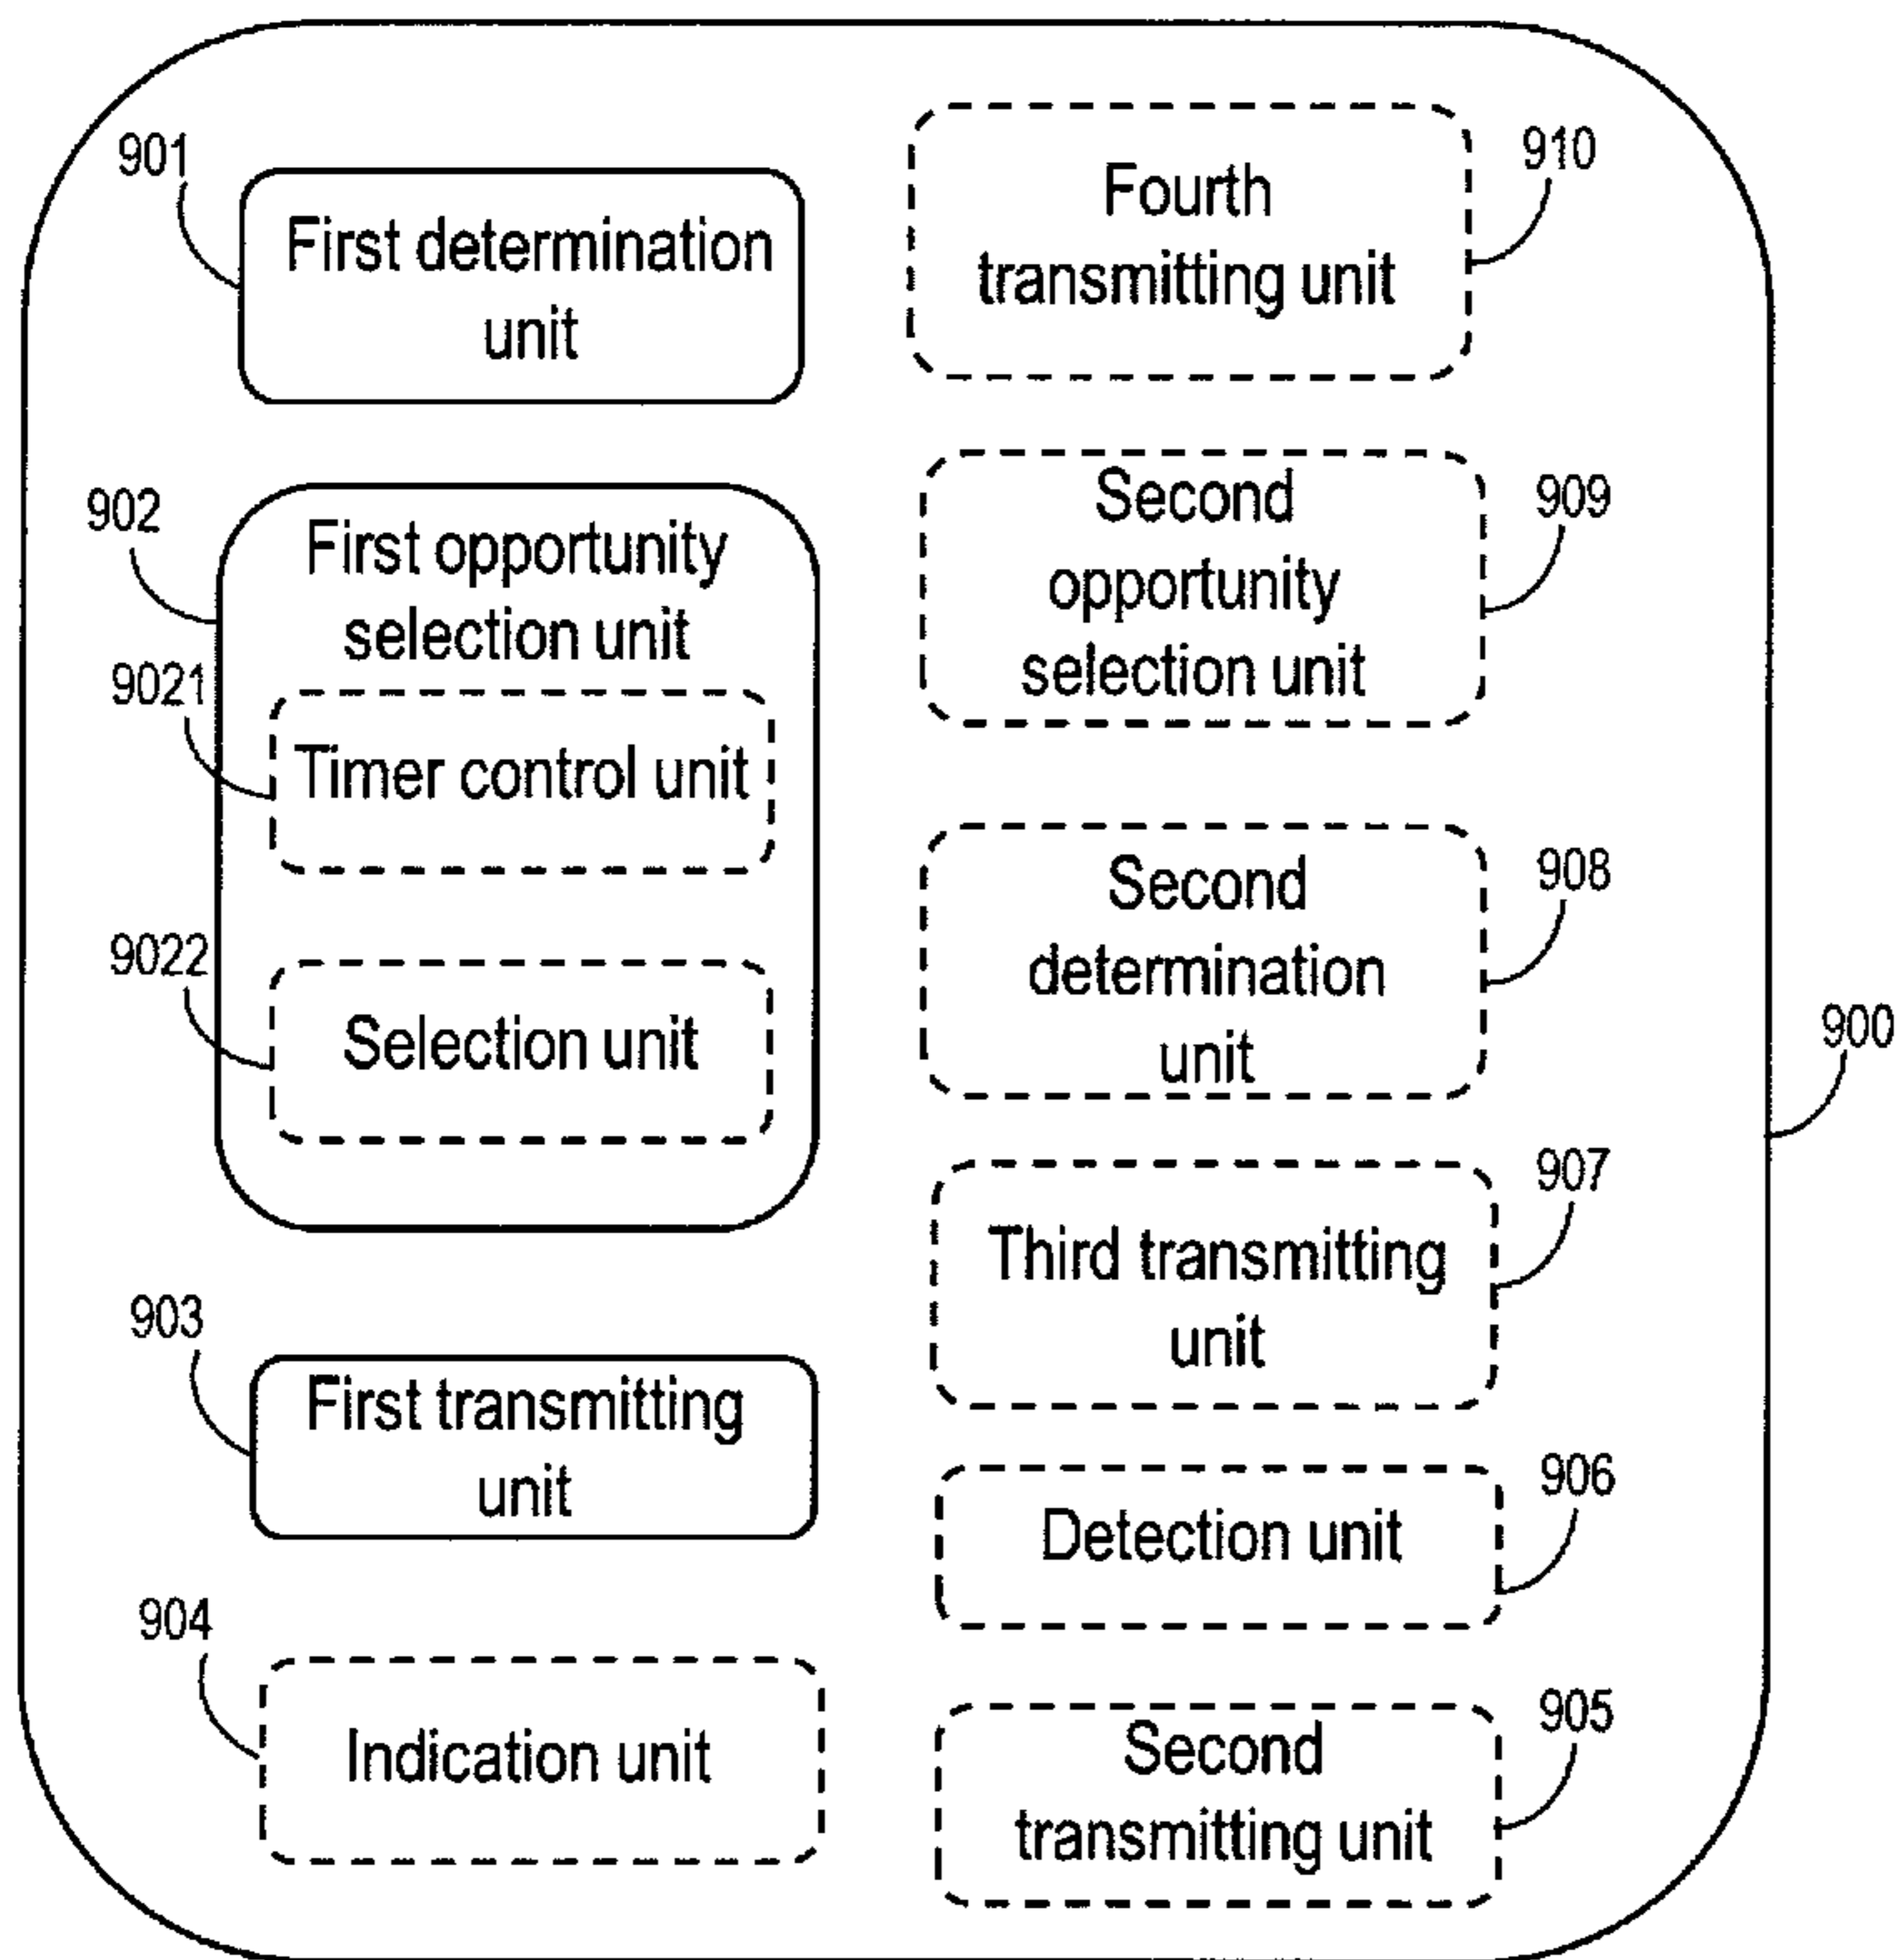 901
First determination
unit
902
First opportunity
selection unit
9021
Timer control unit
9022
Selection unit
903
First transmitting
unit
904
Indication unit
910
Fourth
transmitting unit
909
Second
opportunity
selection unit
908
Second
determination
unit
900
907
Third transmitting
unit
906
Detection unit
905
Second
transmitting unit